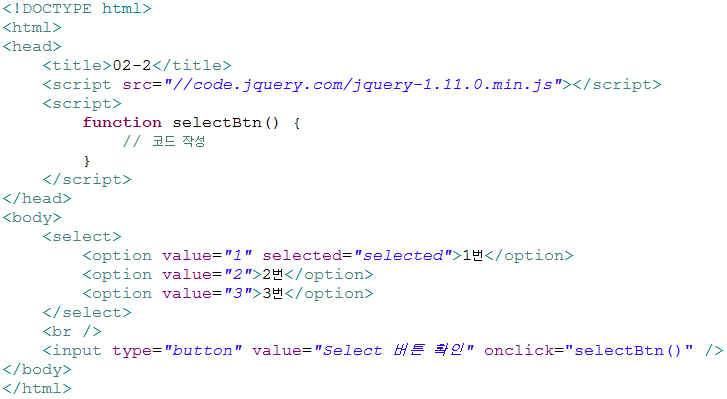 <!DOCTYPE html>
<html>
<head>
    <title>02-2</title>
    <script src="//code.jquery.com/jquery-1.11.0.min.js"></script>
    <script>
        function selectBtn() {
            // 코드 작성
        }
    </script>
</head>
<body>
    <select>
        <option value="1" selected="selected">1번</option>
        <option value="2">2번</option>
        <option value="3">3번</option>
    </select>
    <br />
    <input type="button" value="Select 버튼 확인" onclick="selectBtn()" />
</body>
</html>